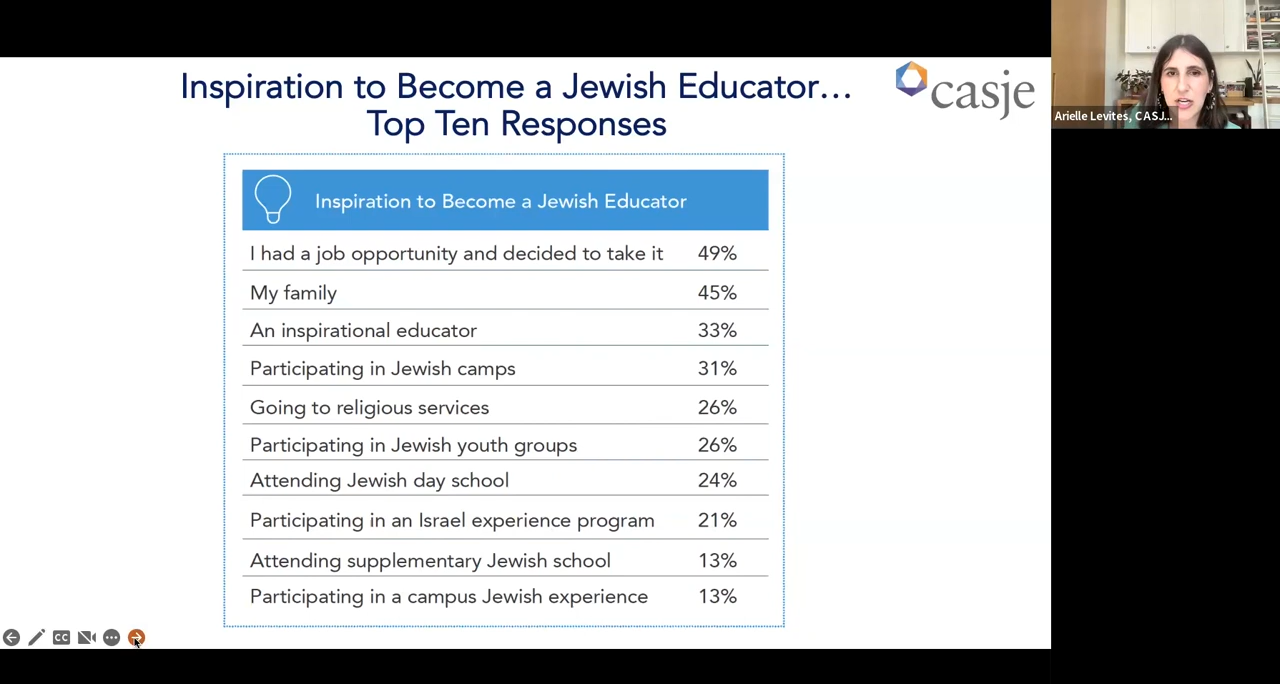 Inspiration to Become a Jewish Educator…
Top Ten Responses
casje
Arielle Levites, CASJ...
Inspiration to Become a Jewish Educator
I had a job opportunity and decided to take it 49%
My family 45%
An inspirational educator 33%
Participating in Jewish camps 31%
Going to religious services 26%
Participating in Jewish youth groups 26%
Attending Jewish day school 24%
Participating in an Israel experience program 21%
Attending supplementary Jewish school 13%
Participating in a campus Jewish experience 13%
CC